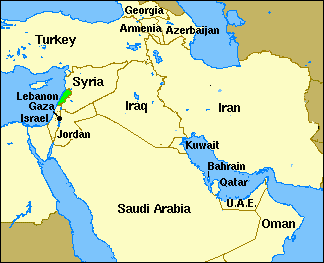 Georgia
Armenia
Azerbaijan
Turkey
Syria
Lebanon
Gaza
Israel
Iraq
Iran
Jordan
Kuwait
Bahrain
Qatar
U.A.E.
Saudi Arabia
Oman